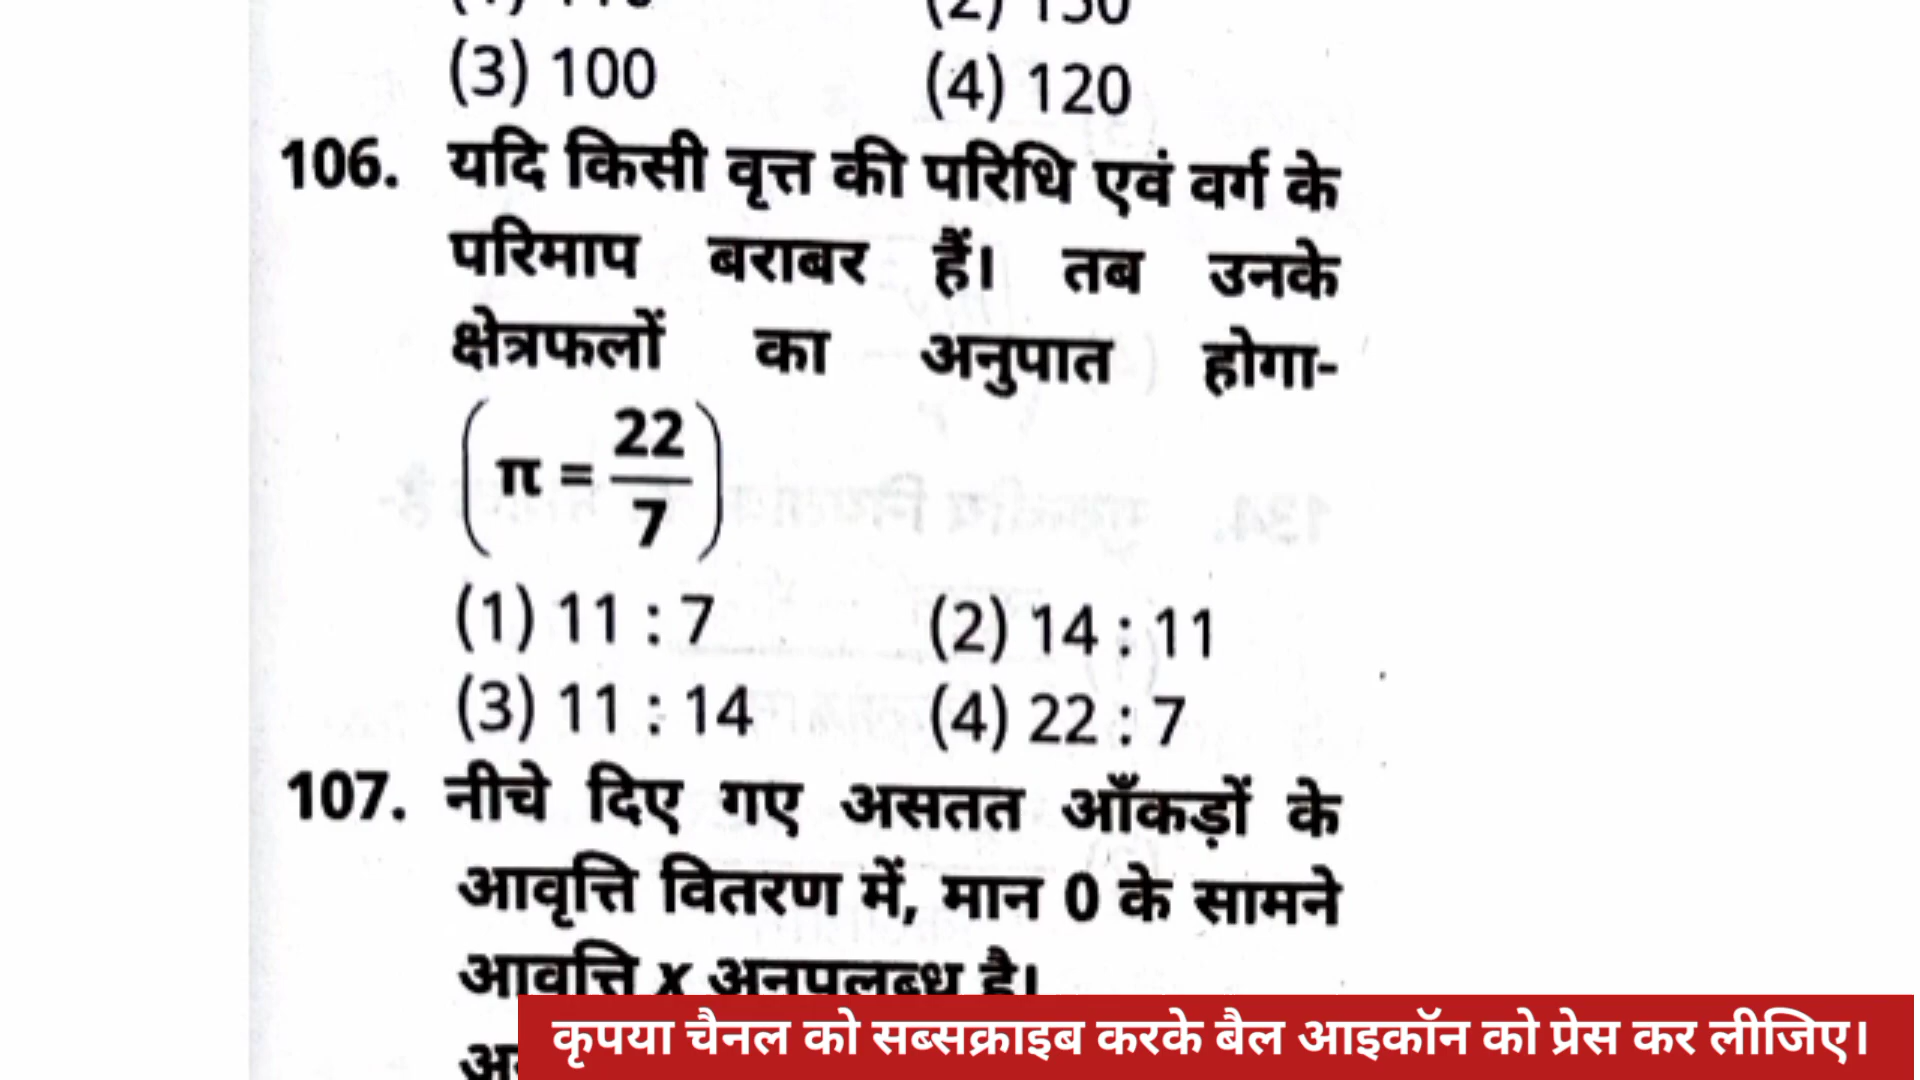 (3) 100 (4) 120
106. यदि किसी वृत्त की परिधि एवं वर्ग के
परिमाप बराबर हैं। तब उनके
क्षेत्रफलों का अनुपात होगा-
(π = 22/7)
(1) 11 : 7 (2) 14 : 11
(3) 11 : 14 (4) 22 : 7
107. नीचे दिए गए असतत आँकड़ों के
आवृत्ति वितरण में, मान 0 के सामने
आवृत्ति x अनुपलब्ध है।
कृपया चैनल को सब्सक्राइब करके बैल आइकॉन को प्रेस कर लीजिए।